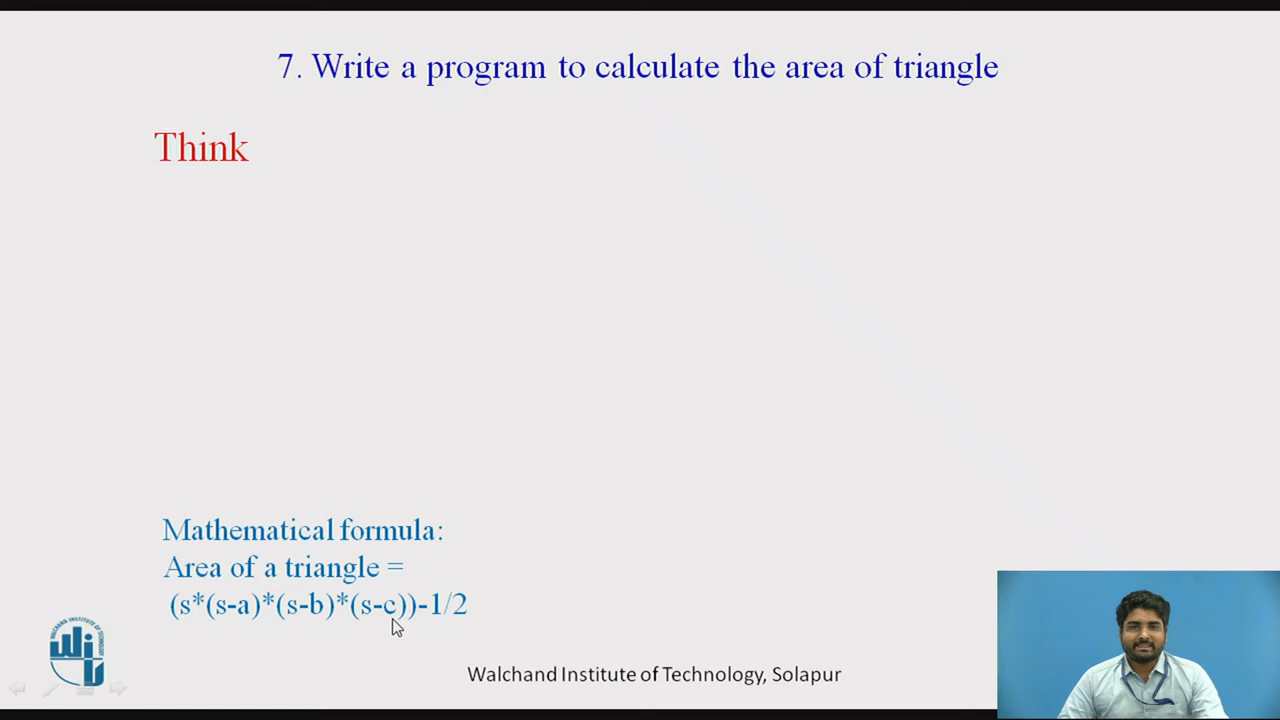 7. Write a program to calculate the area of triangle
Think
Mathematical formula:
Area of a triangle =
(s*(s-a)*(s-b)*(s-c))-1/2
Walchand Institute of Technology, Solapur